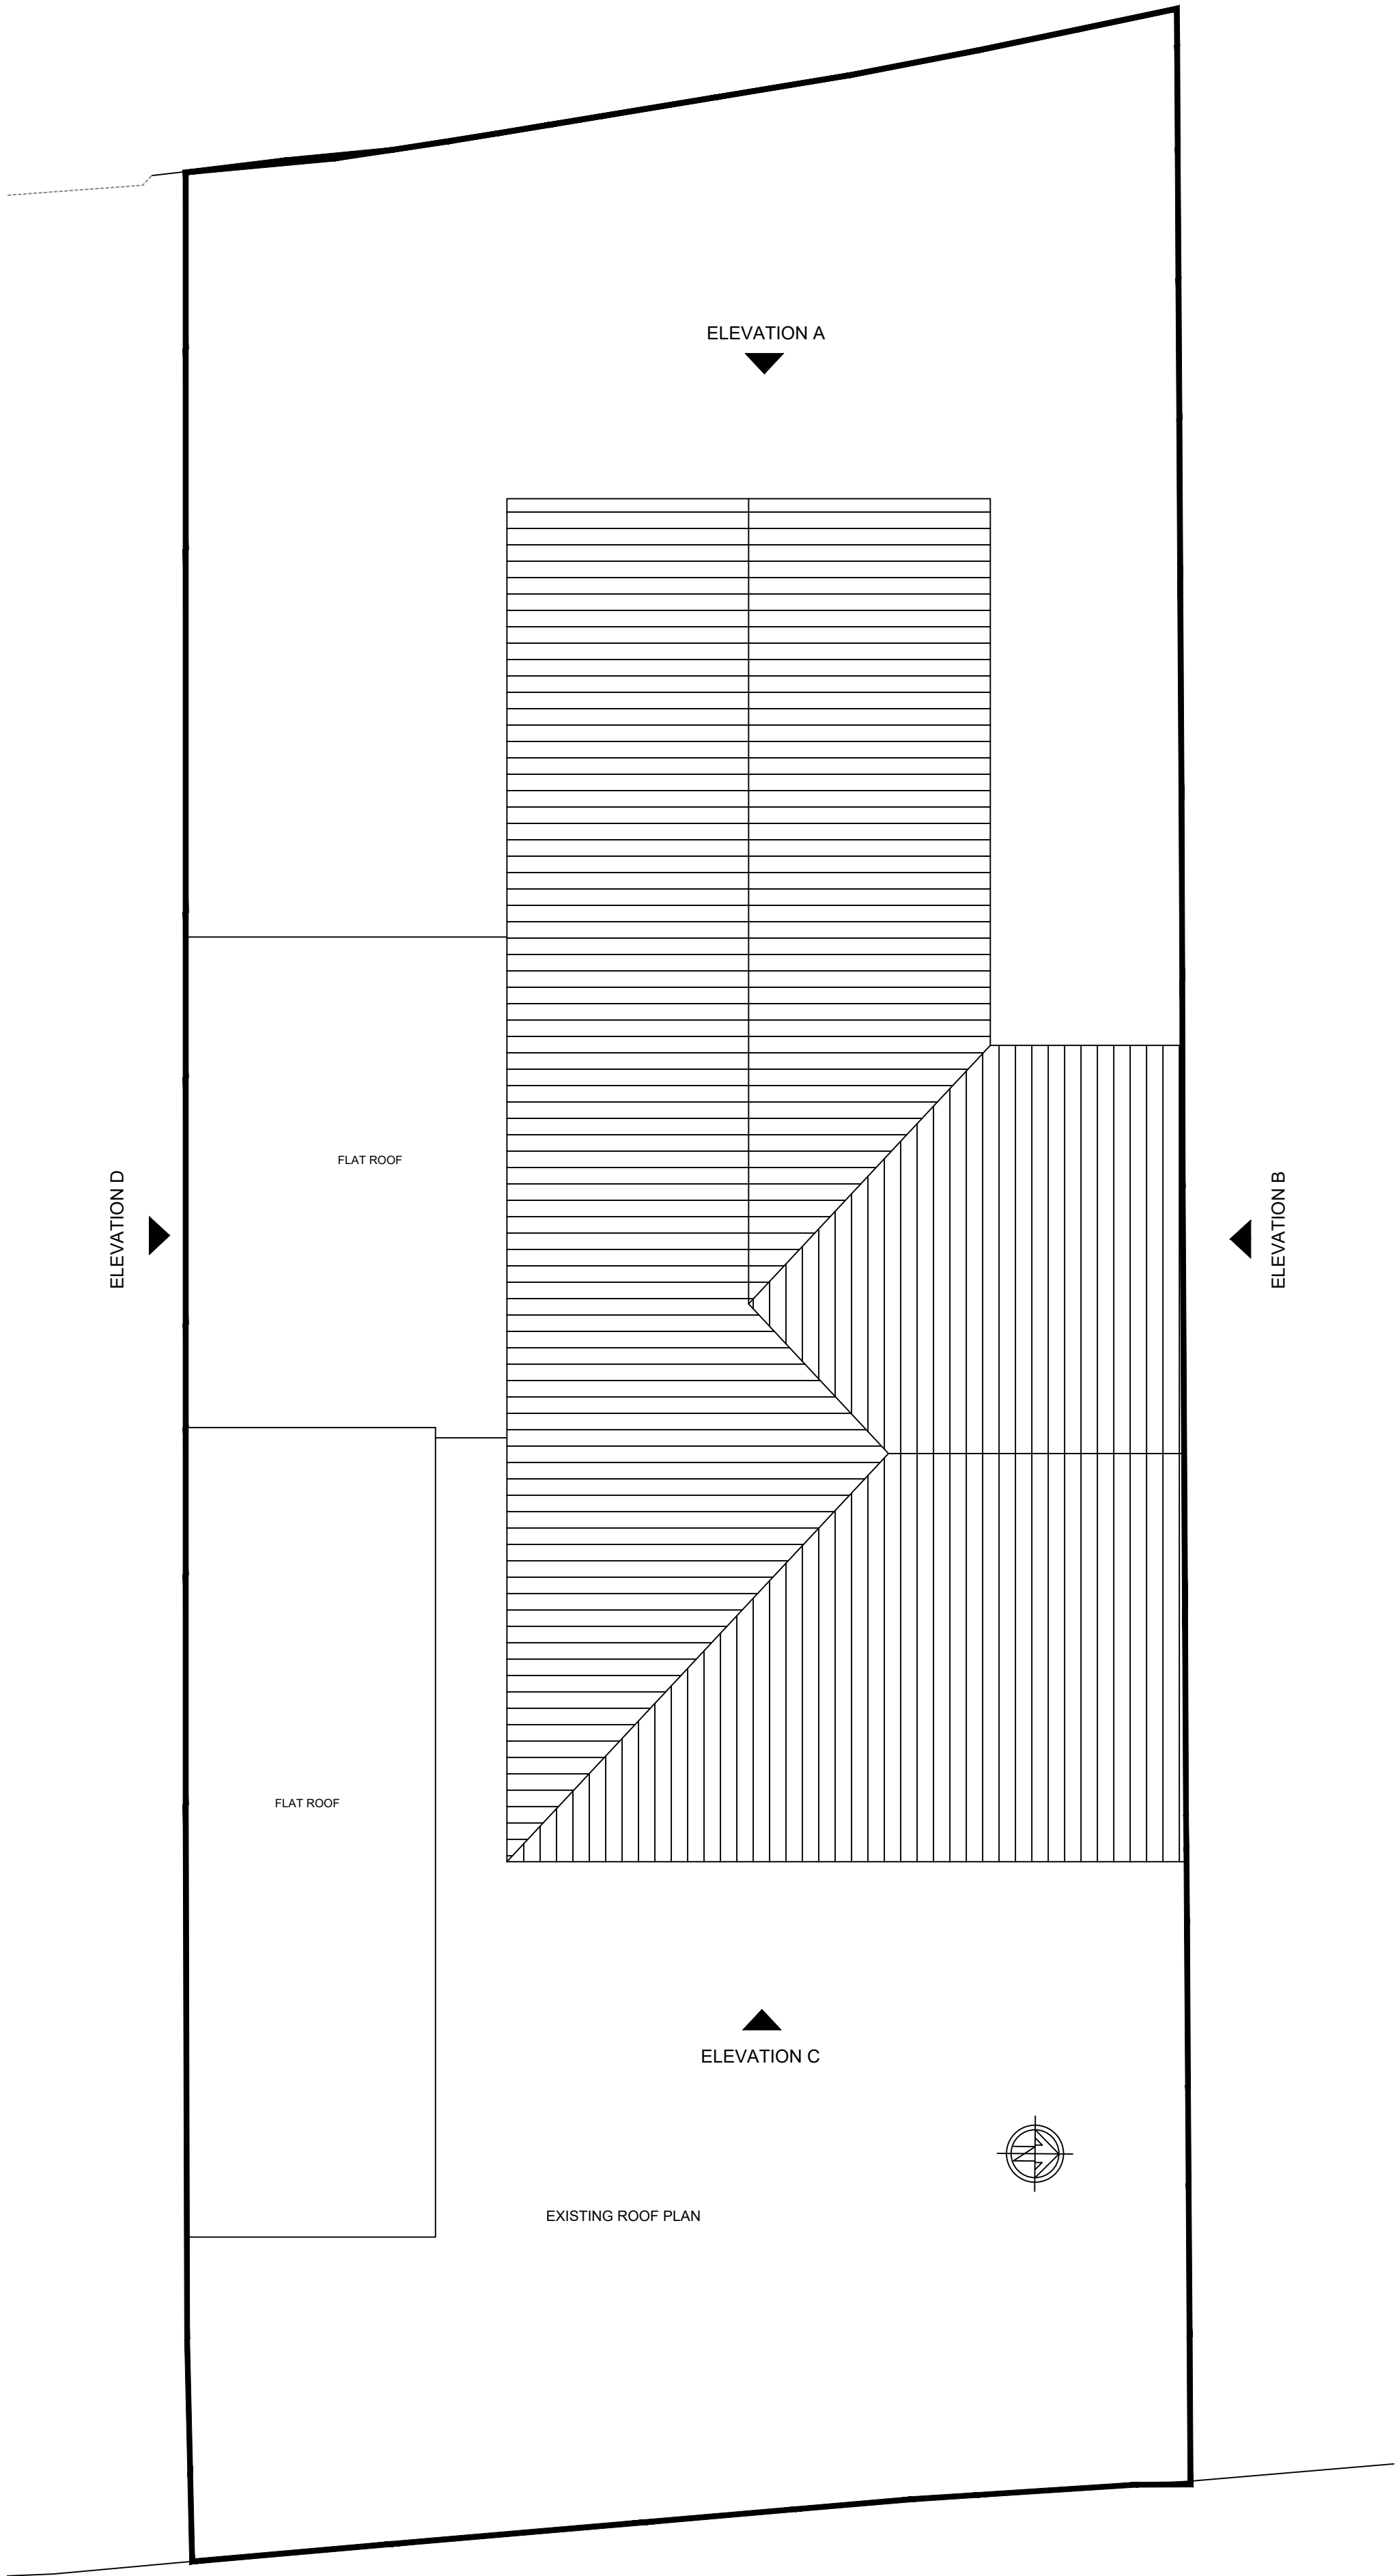 ELEVATION A
FLAT ROOF
ELEVATION D
ELEVATION B
FLAT ROOF
ELEVATION C
N
EXISTING ROOF PLAN